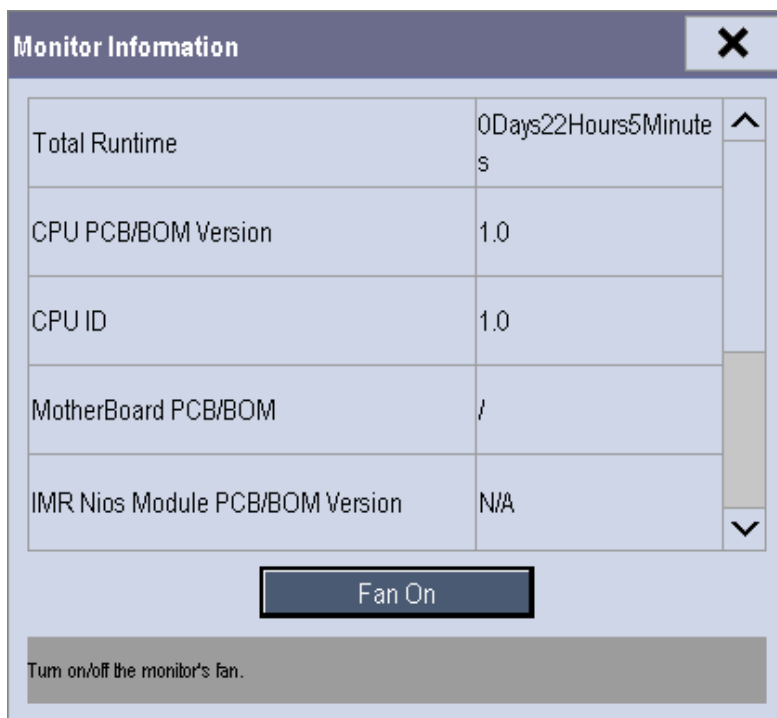 Monitor Information
Total Runtime
0Days22Hours5Minute
s
CPU PCB/BOM Version
1.0
CPU ID
1.0
MotherBoard PCB/BOM
/
IMR Nios Module PCB/BOM Version
N/A
Fan On
Turn on/off the monitor's fan.